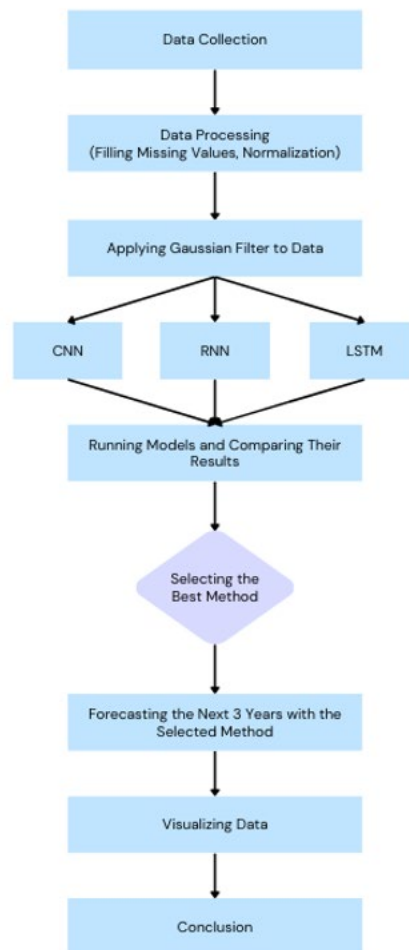 Data Collection
Data Processing
(Filling Missing Values, Normalization)
Applying Gaussian Filter to Data
CNN
RNN
LSTM
Running Models and Comparing Their
Results
Selecting the
Best Method
Forecasting the Next 3 Years with the
Selected Method
Visualizing Data
Conclusion